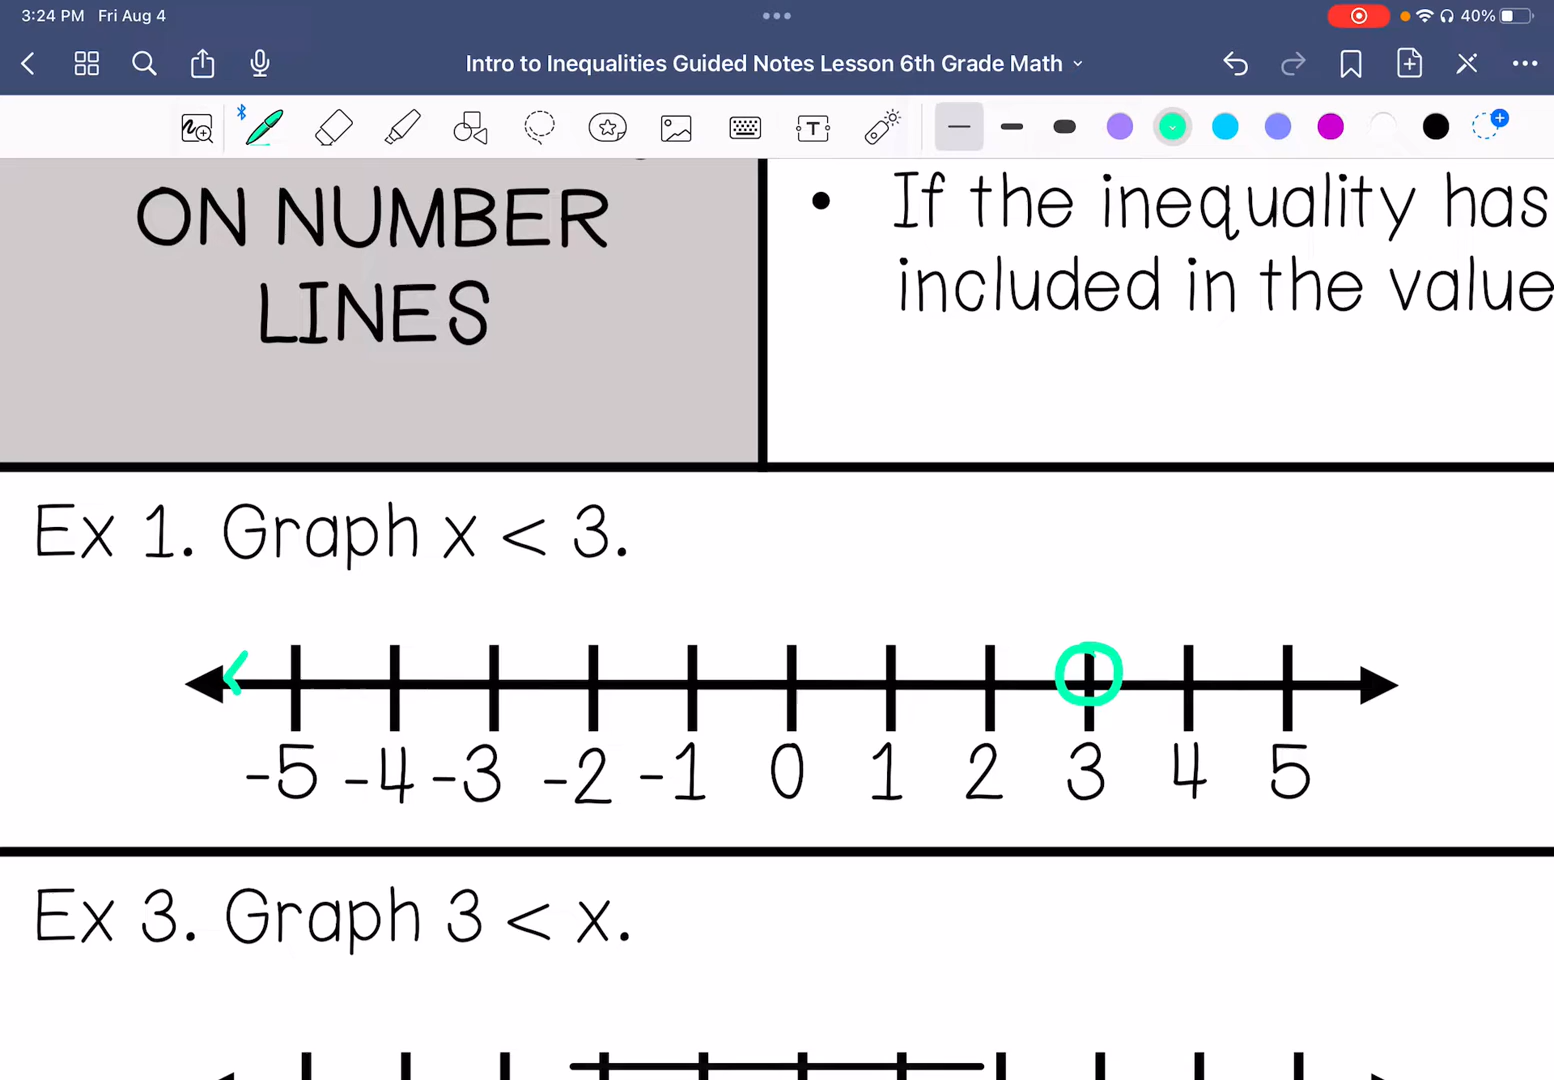 3:24 PM Fri Aug 4
40%
Intro to Inequalities Guided Notes Lesson 6th Grade Math
ON NUMBER
LINES
• If the inequality has
included in the value
Ex 1. Graph x < 3.
-5 -4 -3 -2 -1 0 1 2 3 4 5
Ex 3. Graph 3 < x.